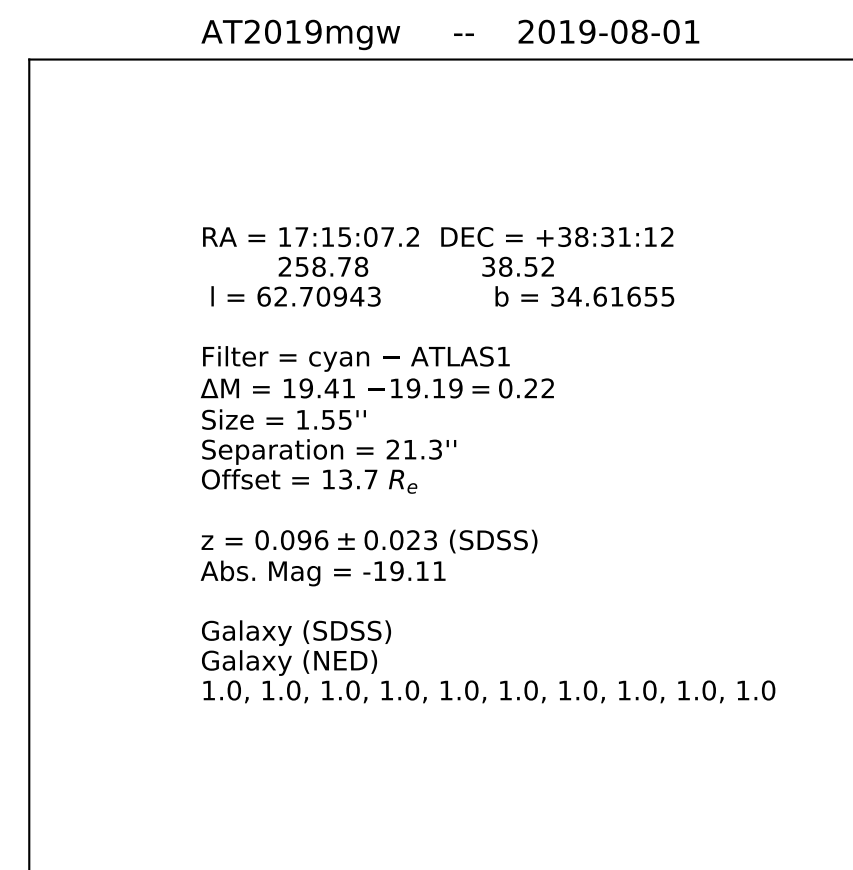 AT2019mgw -- 2019-08-01
RA = 17:15:07.2 DEC = +38:31:12
258.78 38.52
l = 62.70943 b = 34.61655
Filter = cyan − ATLAS1
ΔM = 19.41 −19.19 = 0.22
Size = 1.55''
Separation = 21.3''
Offset = 13.7 Rₑ
z = 0.096 ± 0.023 (SDSS)
Abs. Mag = -19.11
Galaxy (SDSS)
Galaxy (NED)
1.0, 1.0, 1.0, 1.0, 1.0, 1.0, 1.0, 1.0, 1.0, 1.0